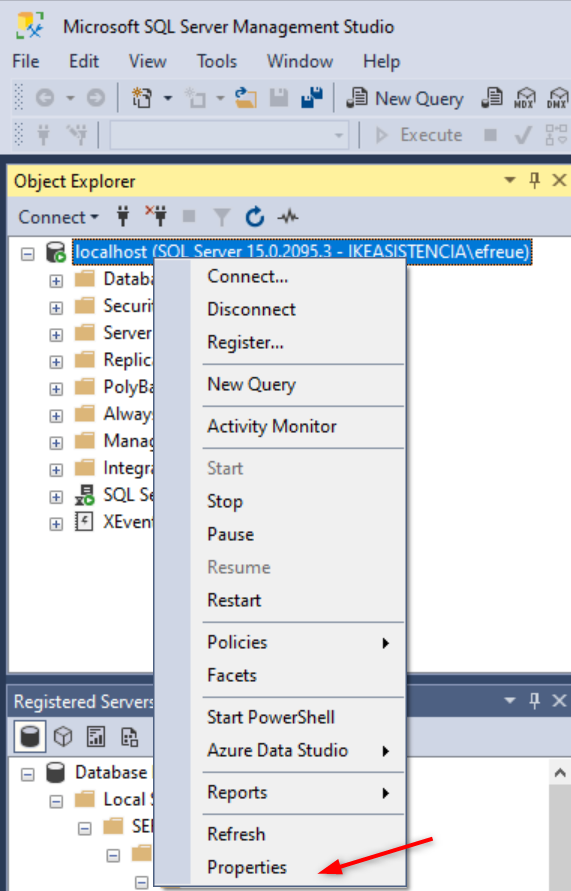 Microsoft SQL Server Management Studio
File Edit View Tools Window Help
New Query MDX DMX
Execute
Object Explorer
Connect
localhost (SQL Server 15.0.2095.3 - IKEASISTENCIA\efreue)
Databa
Securi
Server
Replic
PolyBa
Always
Manag
Integra
SQL Se
XEven
Connect...
Disconnect
Register...
New Query
Activity Monitor
Start
Stop
Pause
Resume
Restart
Policies
Facets
Start PowerShell
Azure Data Studio
Reports
Refresh
Properties
Registered Servers
Database
Local S
SE